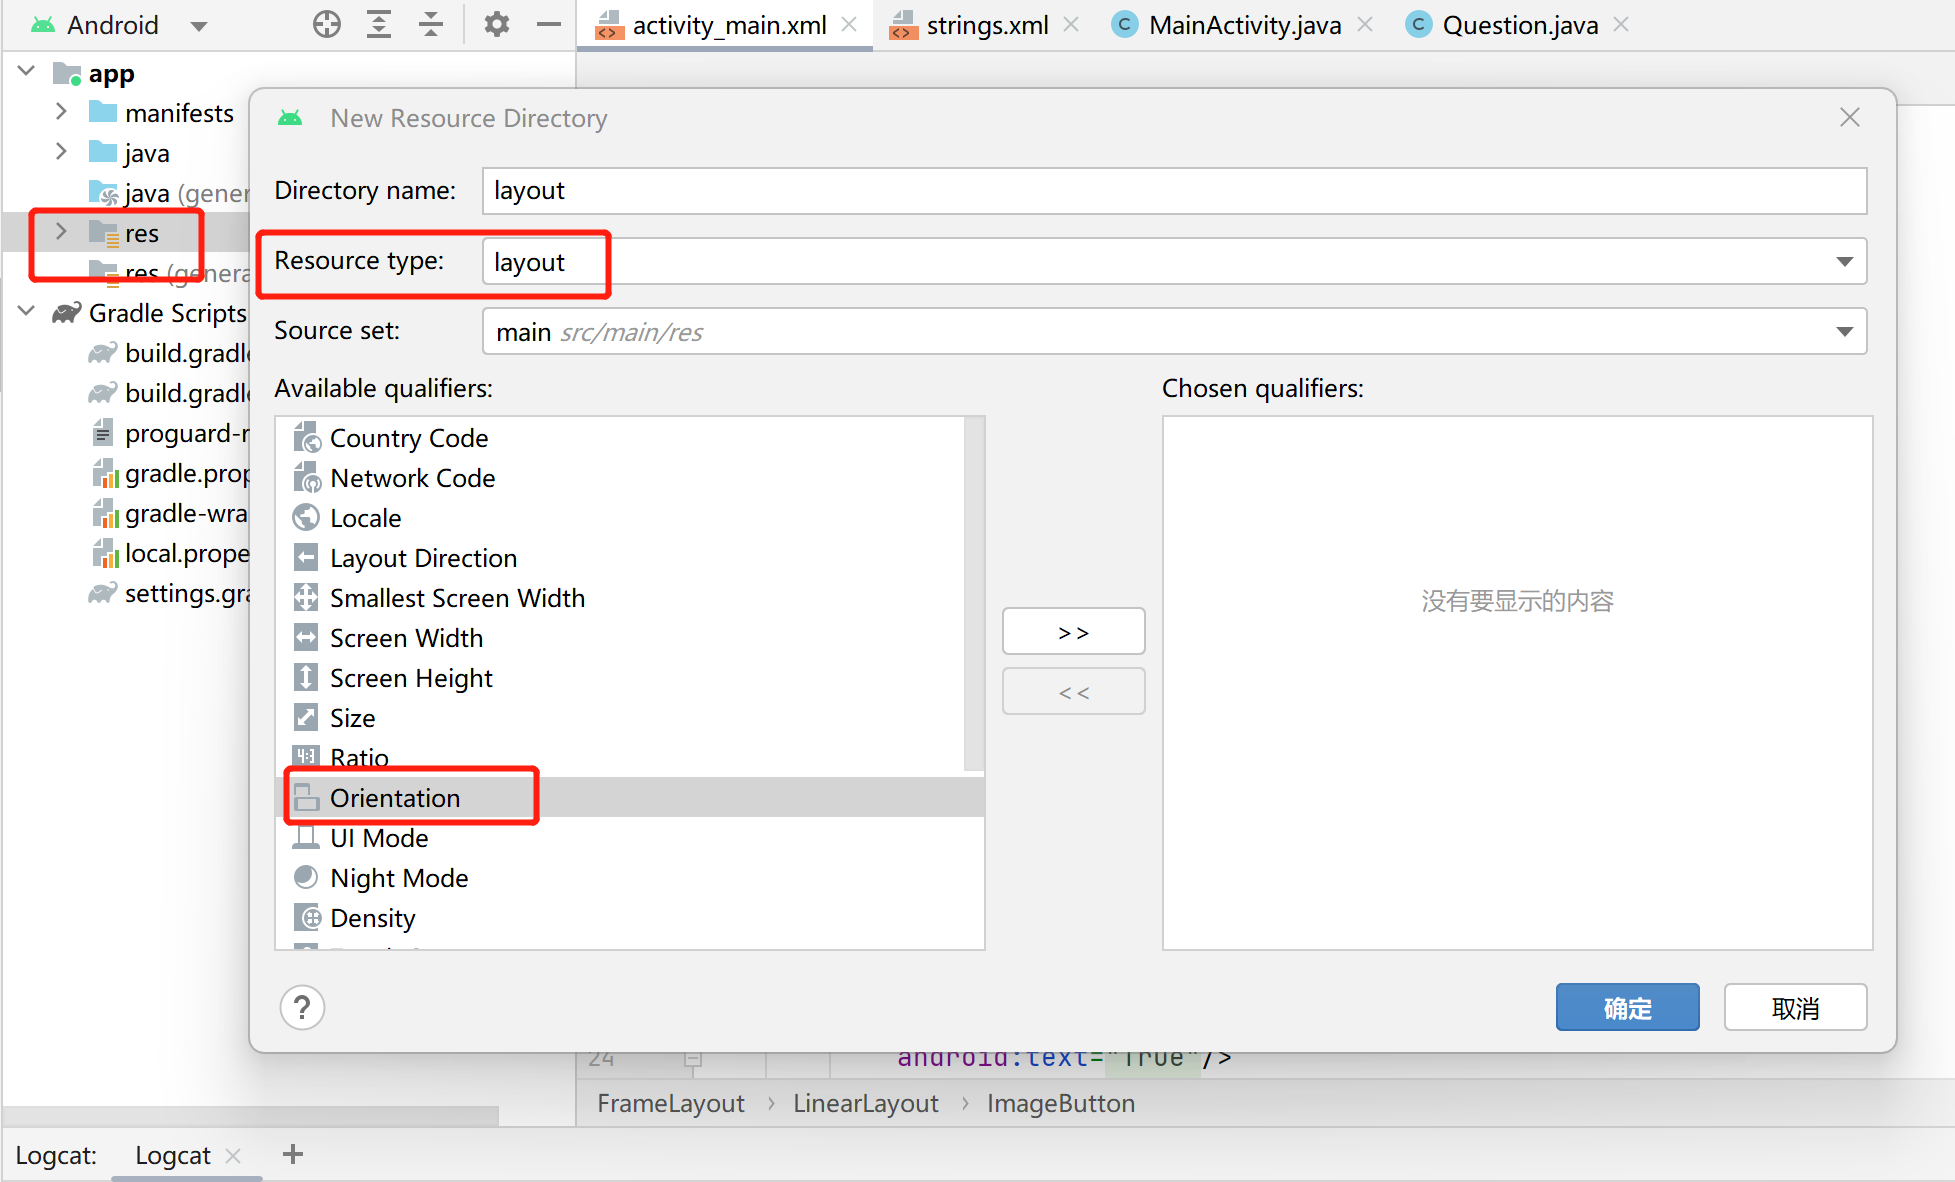 Android
activity_main.xml
strings.xml
MainActivity.java
Question.java
app
manifests
java
java (gener
res
res (genera
Gradle Scripts
build.gradle
build.gradle
proguard-r
gradle.prop
gradle-wra
local.prope
settings.gra
New Resource Directory
Directory name: layout
Resource type: layout
Source set: main src/main/res
Available qualifiers:
Chosen qualifiers:
Country Code
Network Code
Locale
Layout Direction
Smallest Screen Width
Screen Width
Screen Height
Size
Ratio
Orientation
UI Mode
Night Mode
Density
>>
<<
没有要显示的内容
?
确定
取消
24 android:text="True"/>
FrameLayout › LinearLayout › ImageButton
Logcat: Logcat